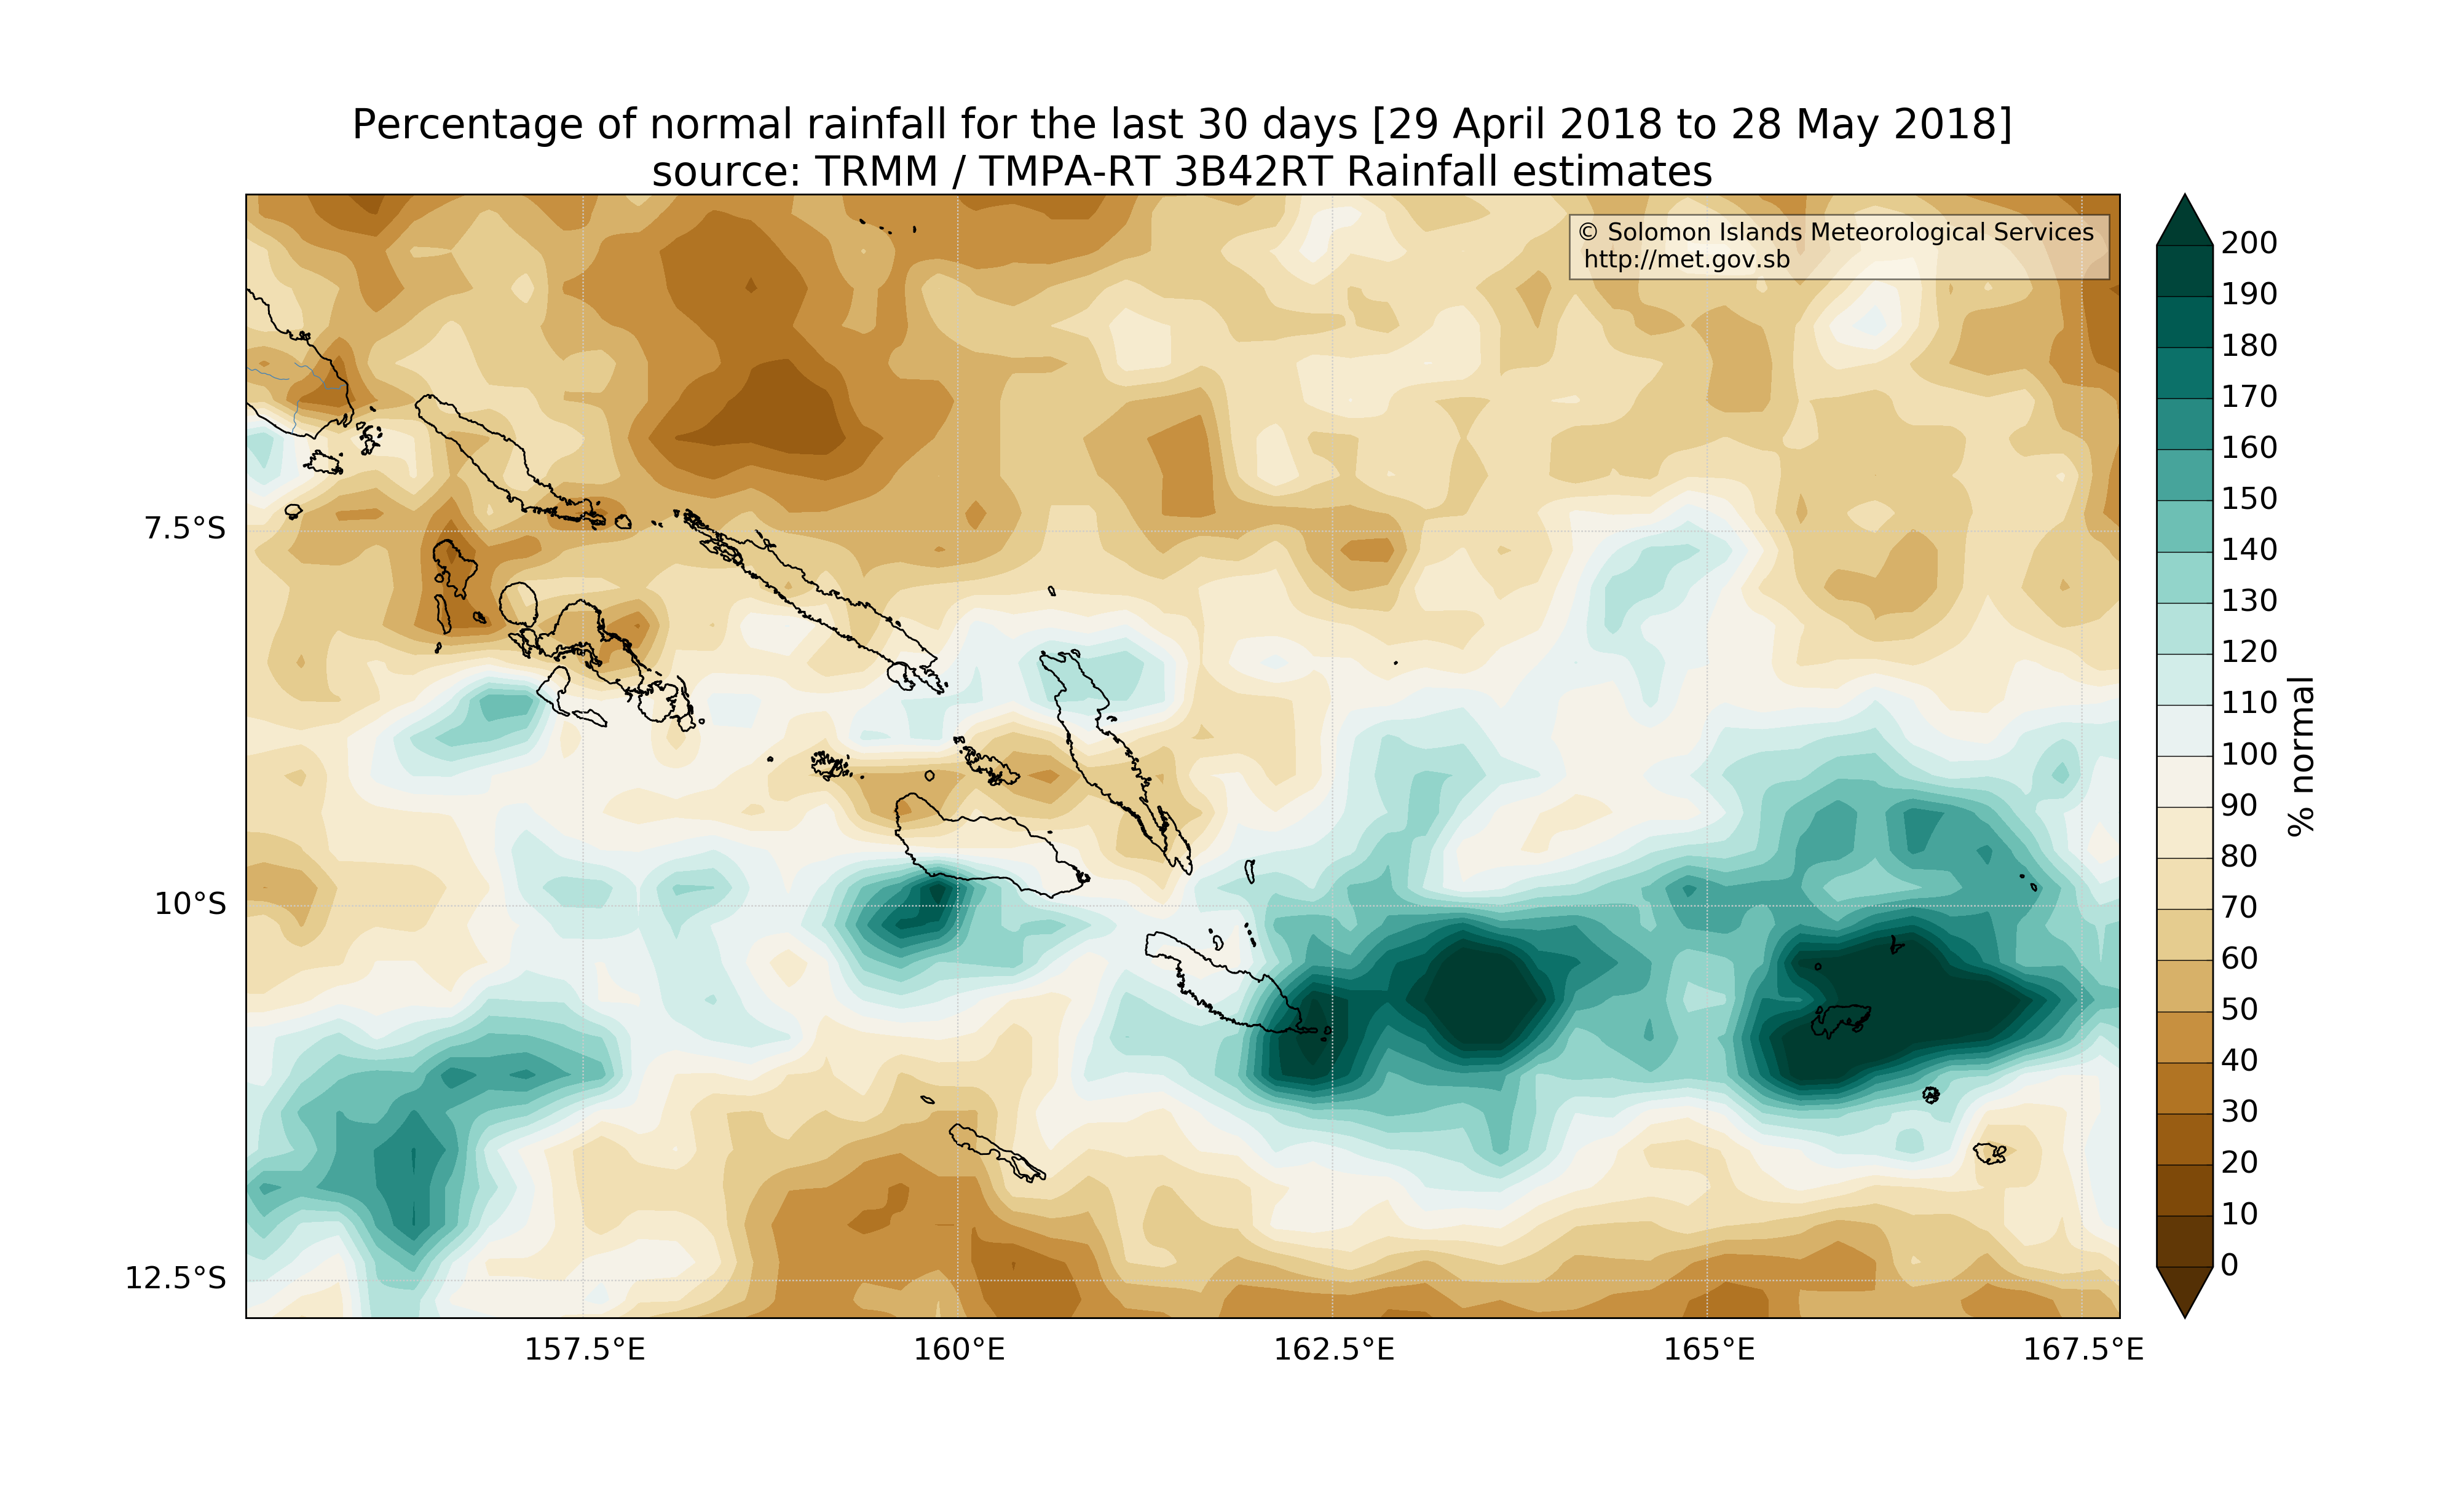 Percentage of normal rainfall for the last 30 days [29 April 2018 to 28 May 2018]
source: TRMM / TMPA-RT 3B42RT Rainfall estimates
© Solomon Islands Meteorological Services
http://met.gov.sb
7.5°S
10°S
12.5°S
157.5°E
160°E
162.5°E
165°E
167.5°E
200
190
180
170
160
150
140
130
120
110
100
90
80
70
60
50
40
30
20
10
0
% normal